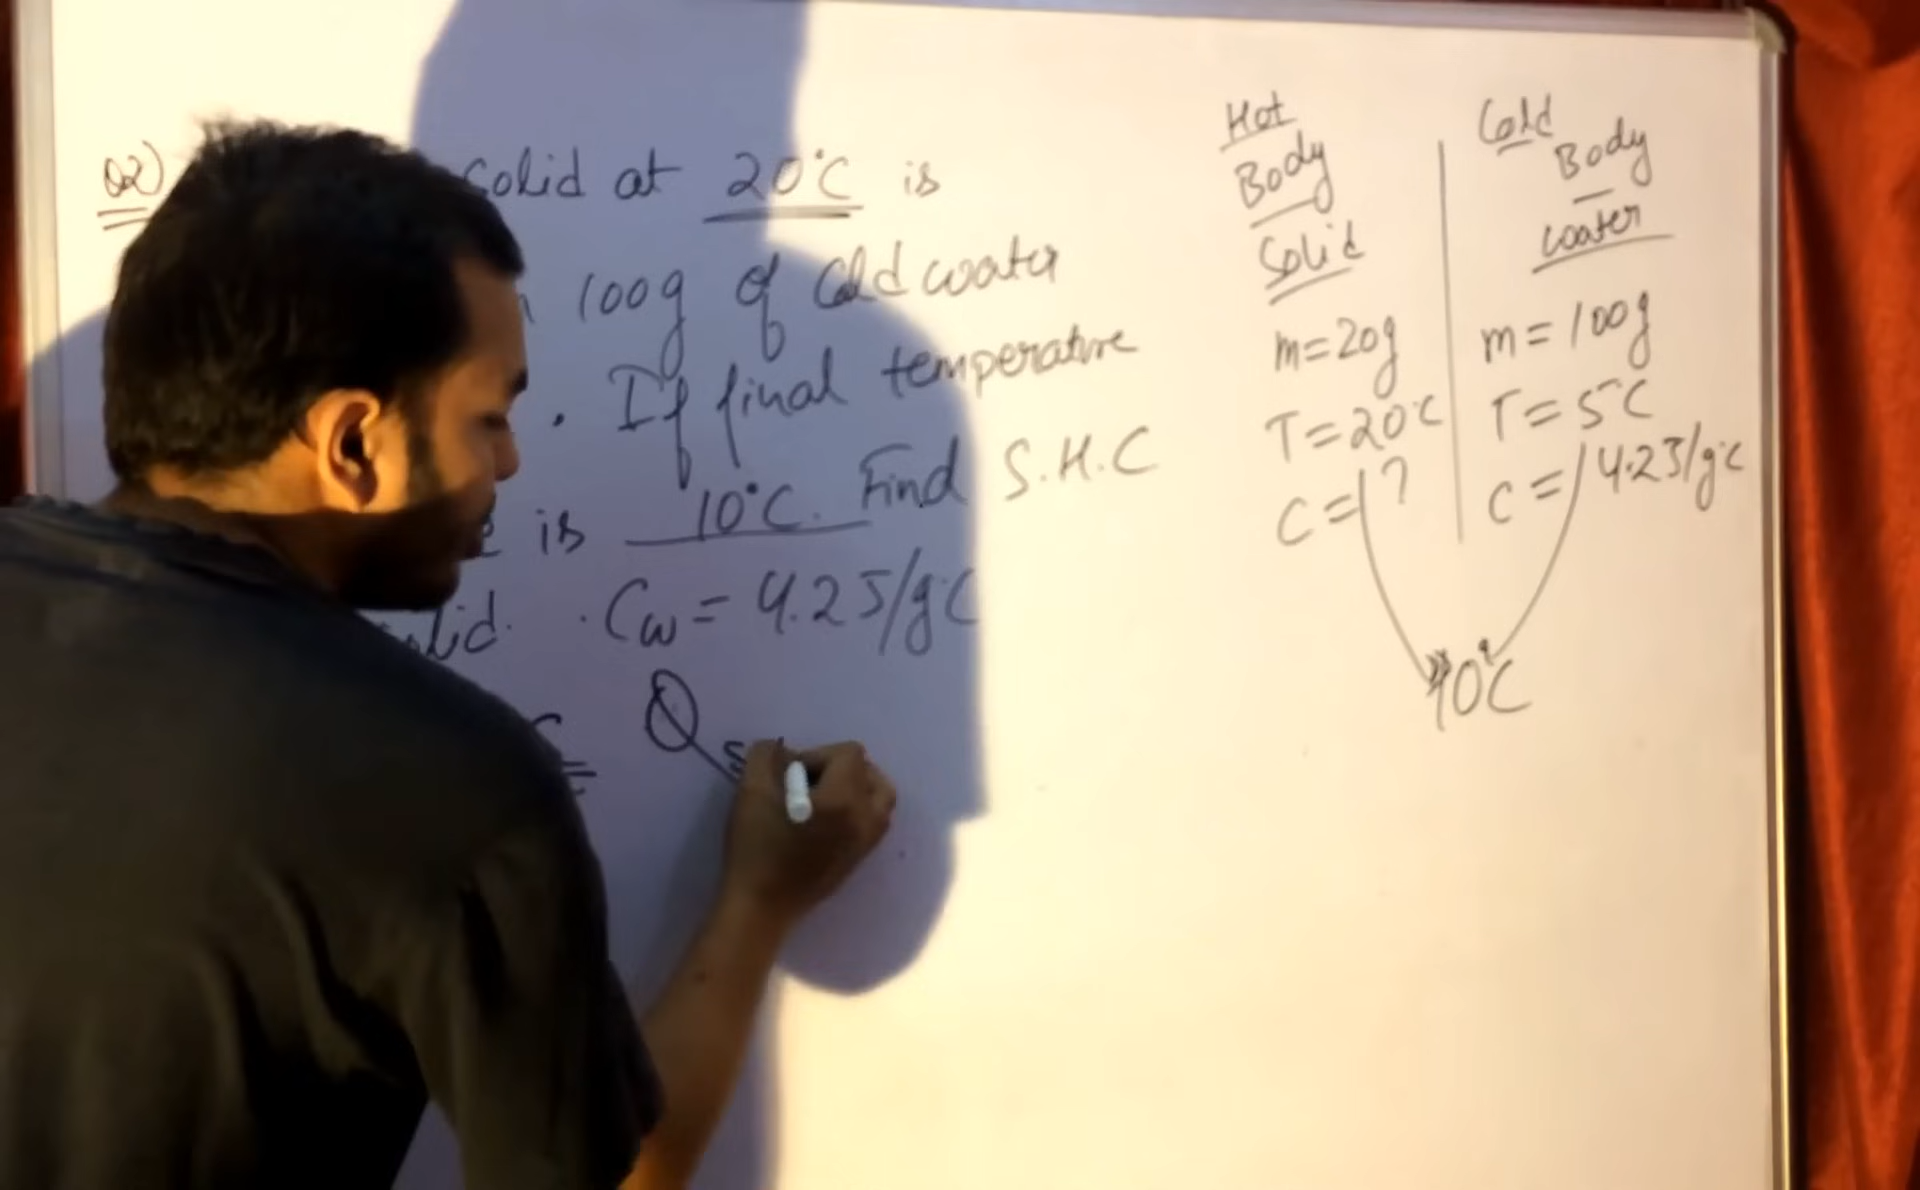 Q2) solid at 20°C is
100g of Cold water
. If final temperature
is 10°C. Find S.H.C
Cw = 4.2J/g°C
Q
Hot
Body
Solid
m=20g
T=20°C
C=?
Cold
Body
water
m=100g
T=5°C
C=4.2J/g°C
10°C